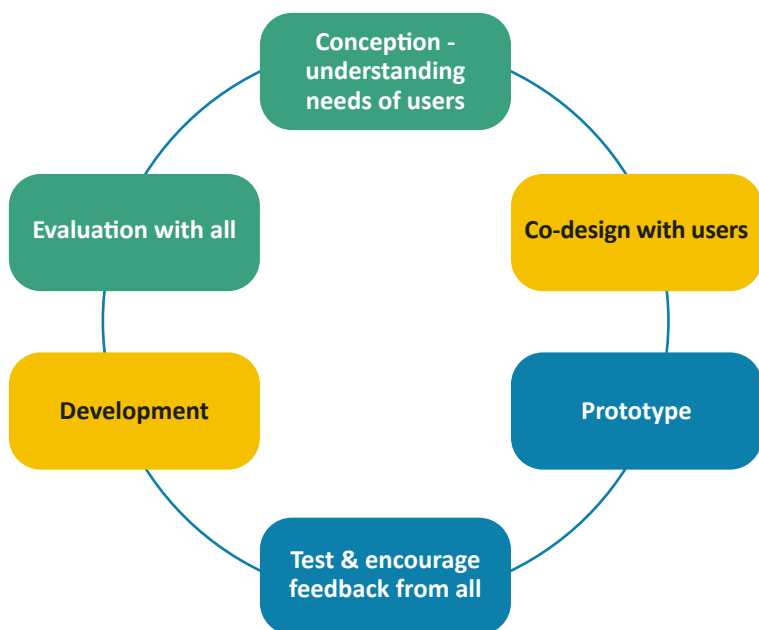 Conception -
understanding
needs of users
Co-design with users
Prototype
Test & encourage
feedback from all
Development
Evaluation with all